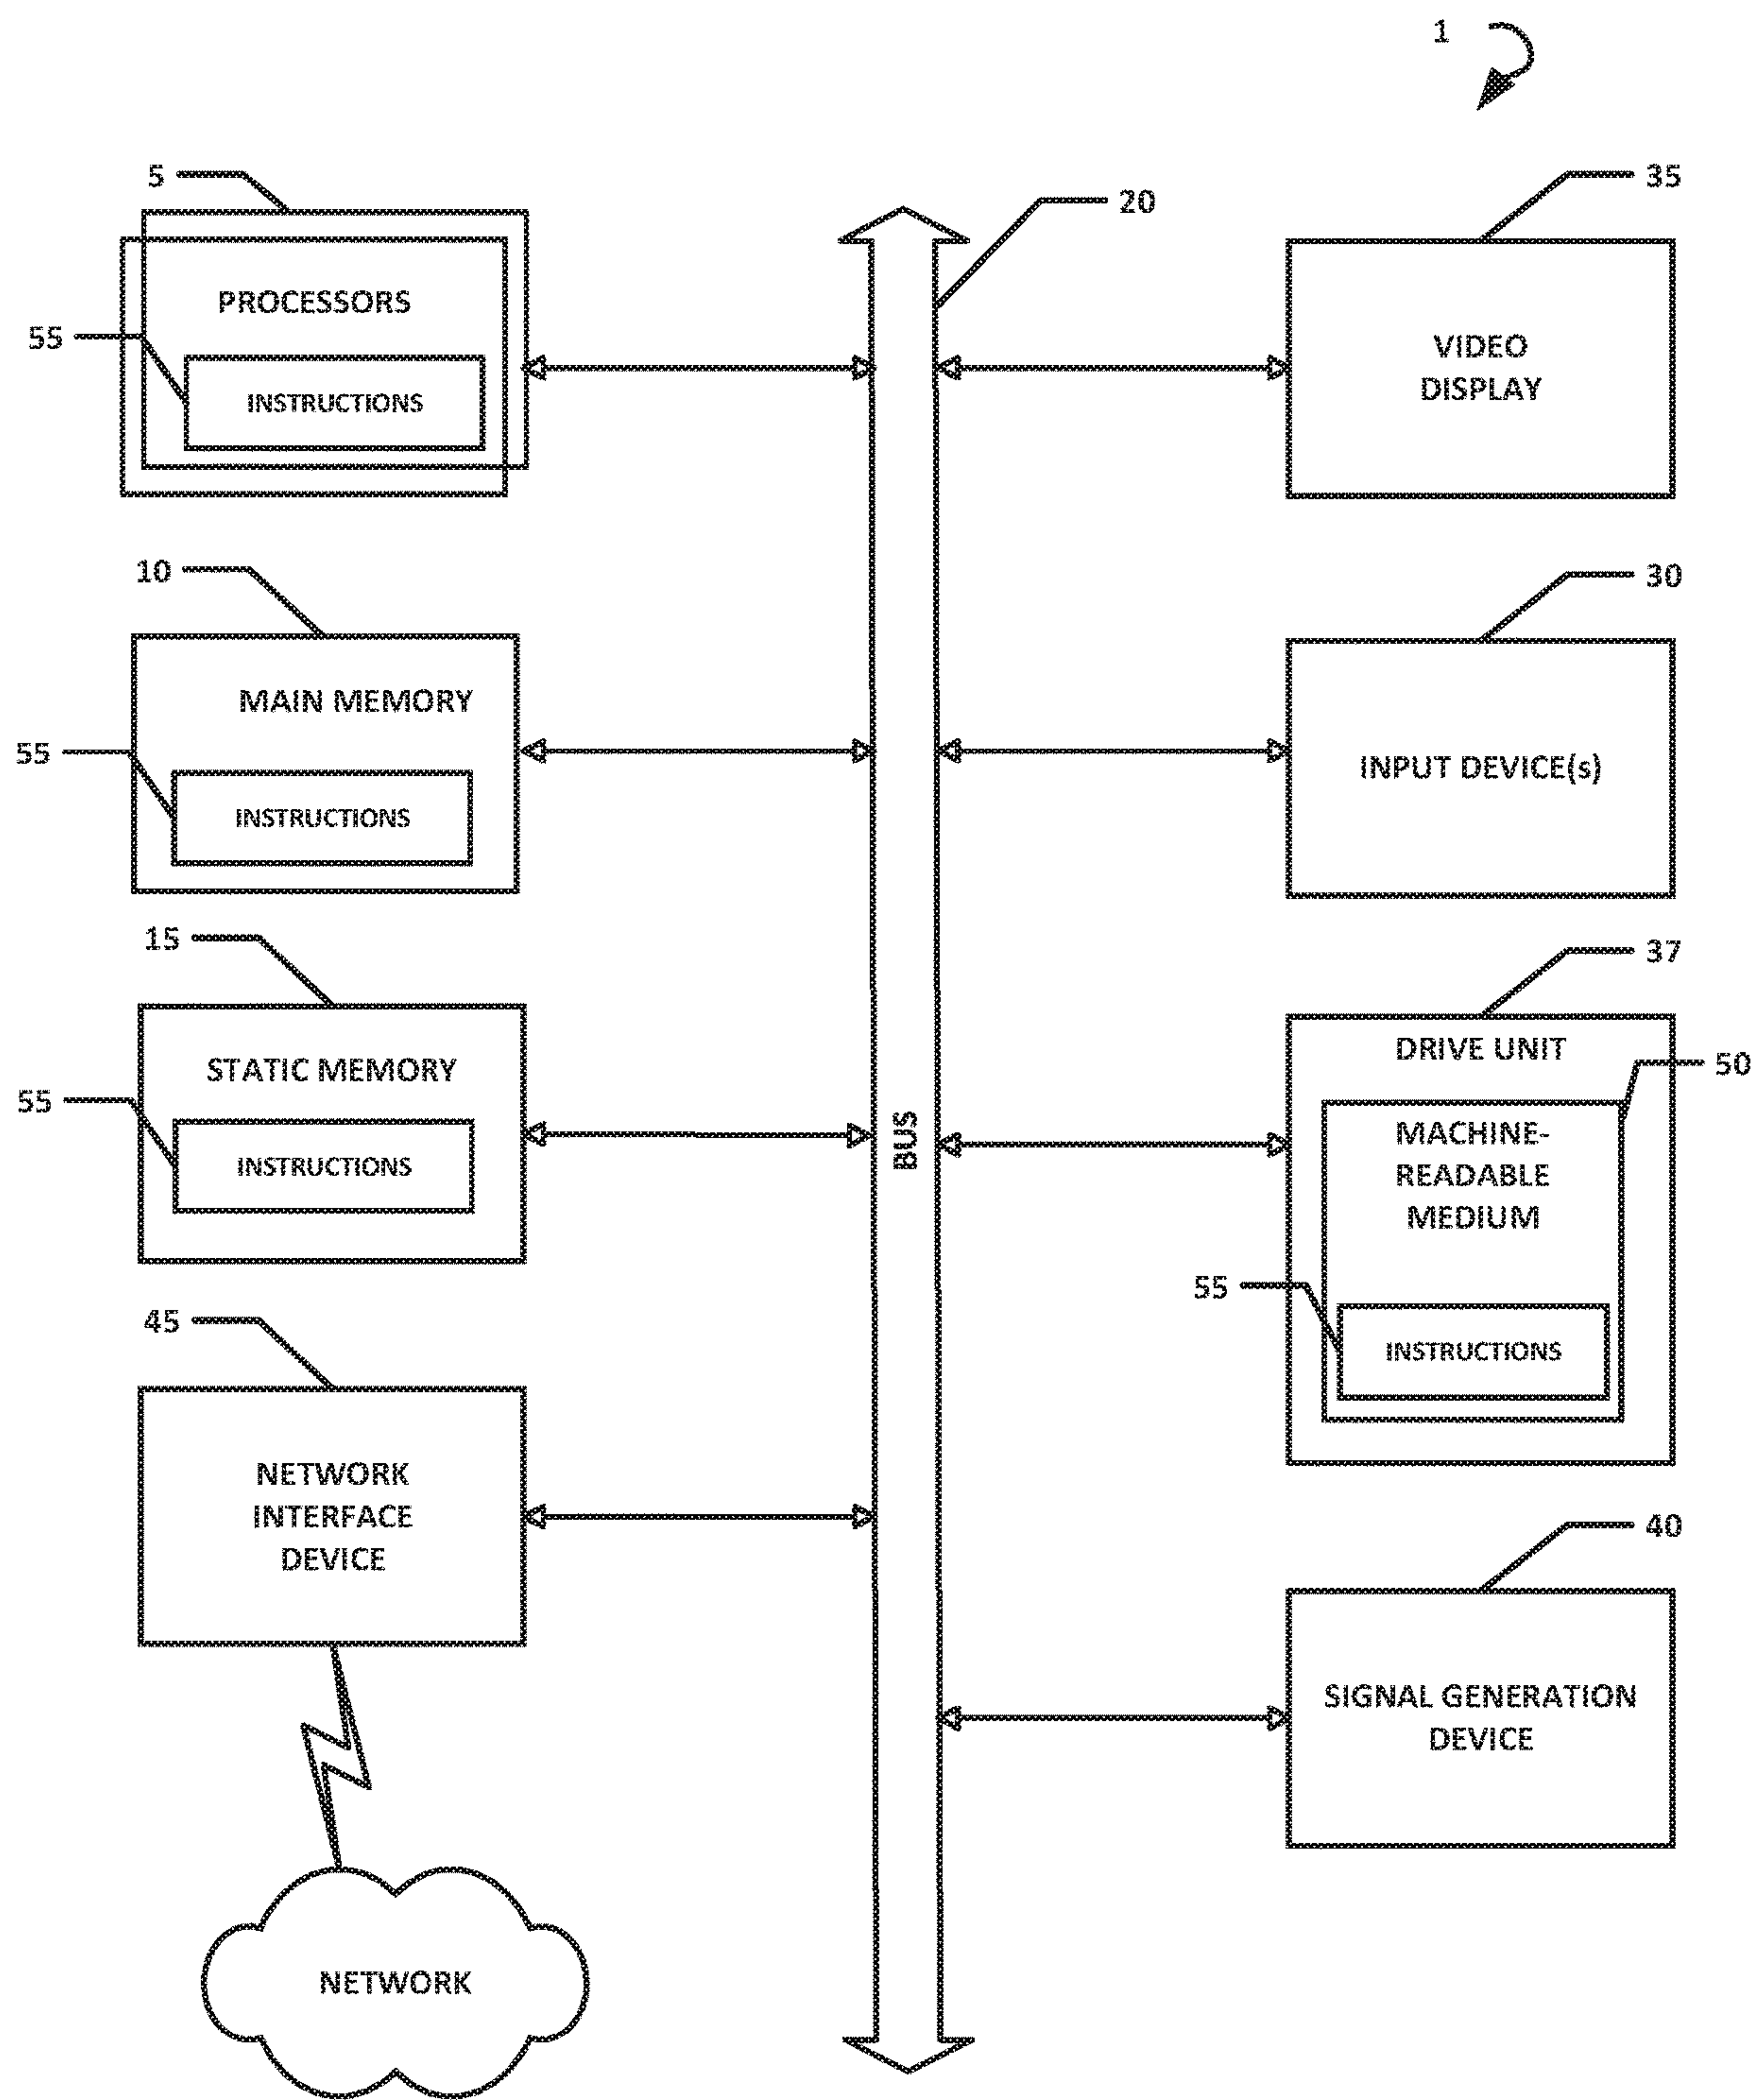 1
5
PROCESSORS
55
INSTRUCTIONS
10
MAIN MEMORY
55
INSTRUCTIONS
15
STATIC MEMORY
55
INSTRUCTIONS
45
NETWORK
INTERFACE
DEVICE
NETWORK
20
BUS
35
VIDEO
DISPLAY
30
INPUT DEVICE(s)
37
DRIVE UNIT
50
MACHINE-
READABLE
MEDIUM
55
INSTRUCTIONS
40
SIGNAL GENERATION
DEVICE